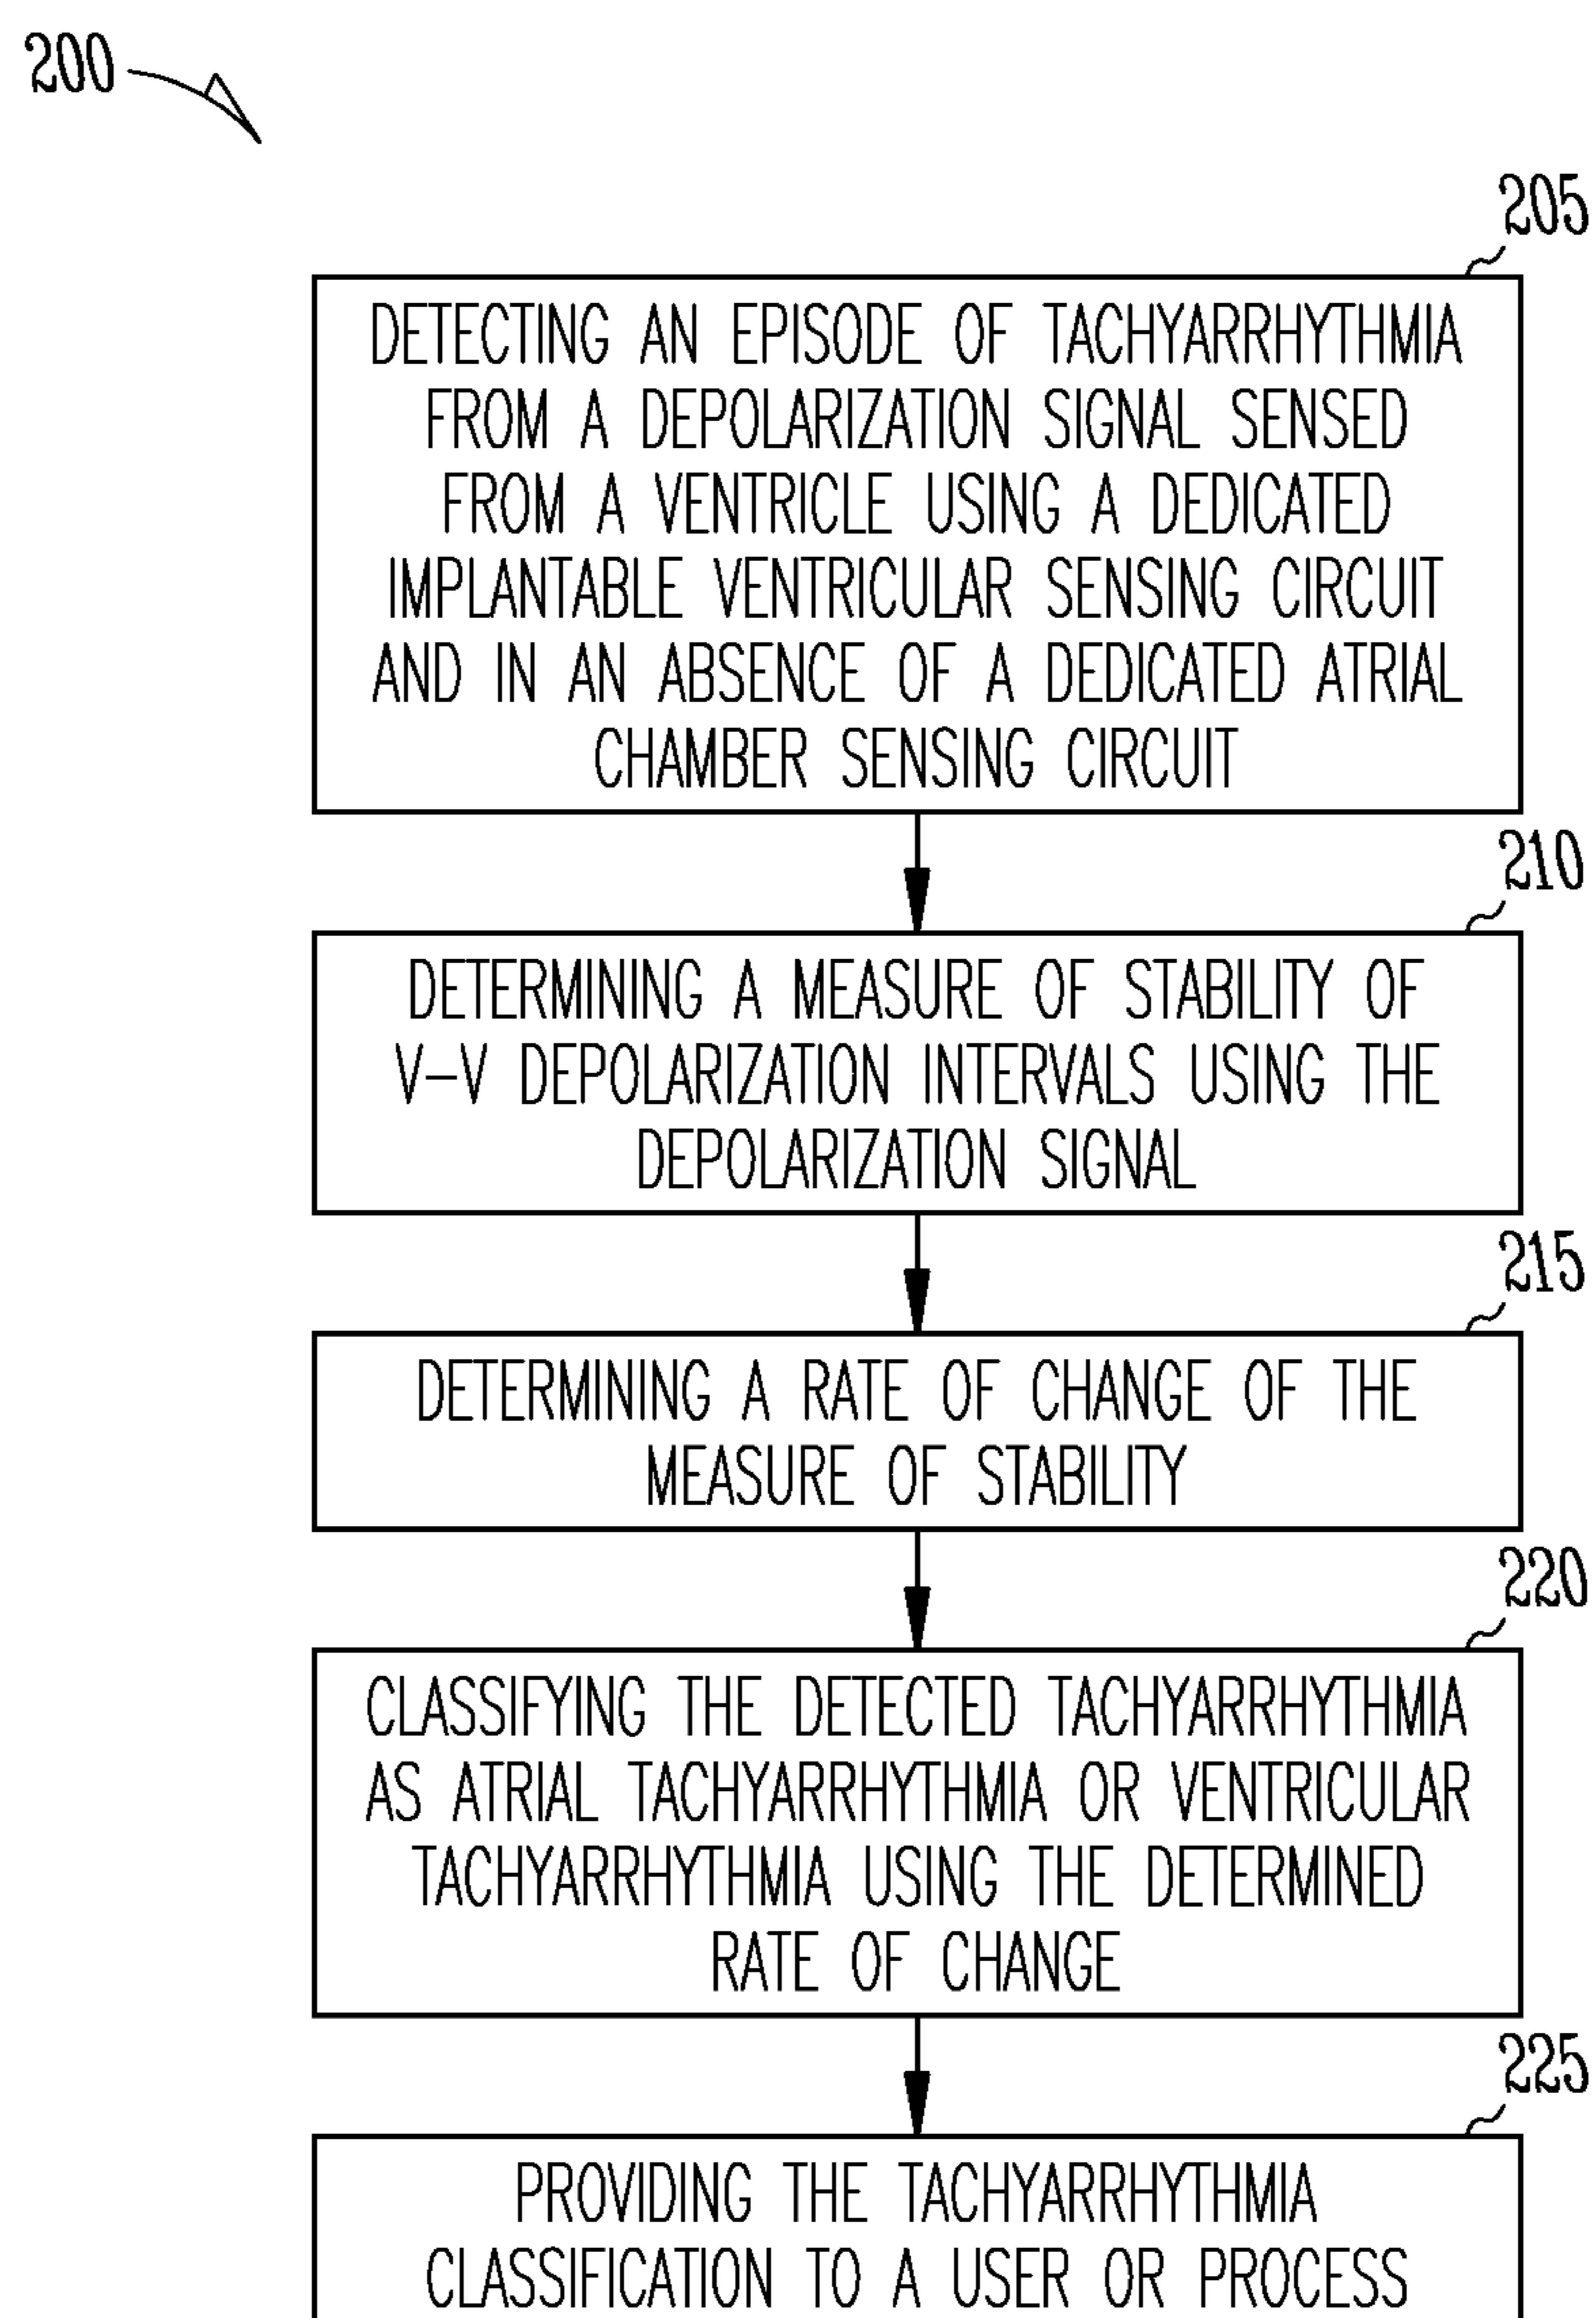 200
205
DETECTING AN EPISODE OF TACHYARRHYTHMIA
FROM A DEPOLARIZATION SIGNAL SENSED
FROM A VENTRICLE USING A DEDICATED
IMPLANTABLE VENTRICULAR SENSING CIRCUIT
AND IN AN ABSENCE OF A DEDICATED ATRIAL
CHAMBER SENSING CIRCUIT
210
DETERMINING A MEASURE OF STABILITY OF
V–V DEPOLARIZATION INTERVALS USING THE
DEPOLARIZATION SIGNAL
215
DETERMINING A RATE OF CHANGE OF THE
MEASURE OF STABILITY
220
CLASSIFYING THE DETECTED TACHYARRHYTHMIA
AS ATRIAL TACHYARRHYTHMIA OR VENTRICULAR
TACHYARRHYTHMIA USING THE DETERMINED
RATE OF CHANGE
225
PROVIDING THE TACHYARRHYTHMIA
CLASSIFICATION TO A USER OR PROCESS